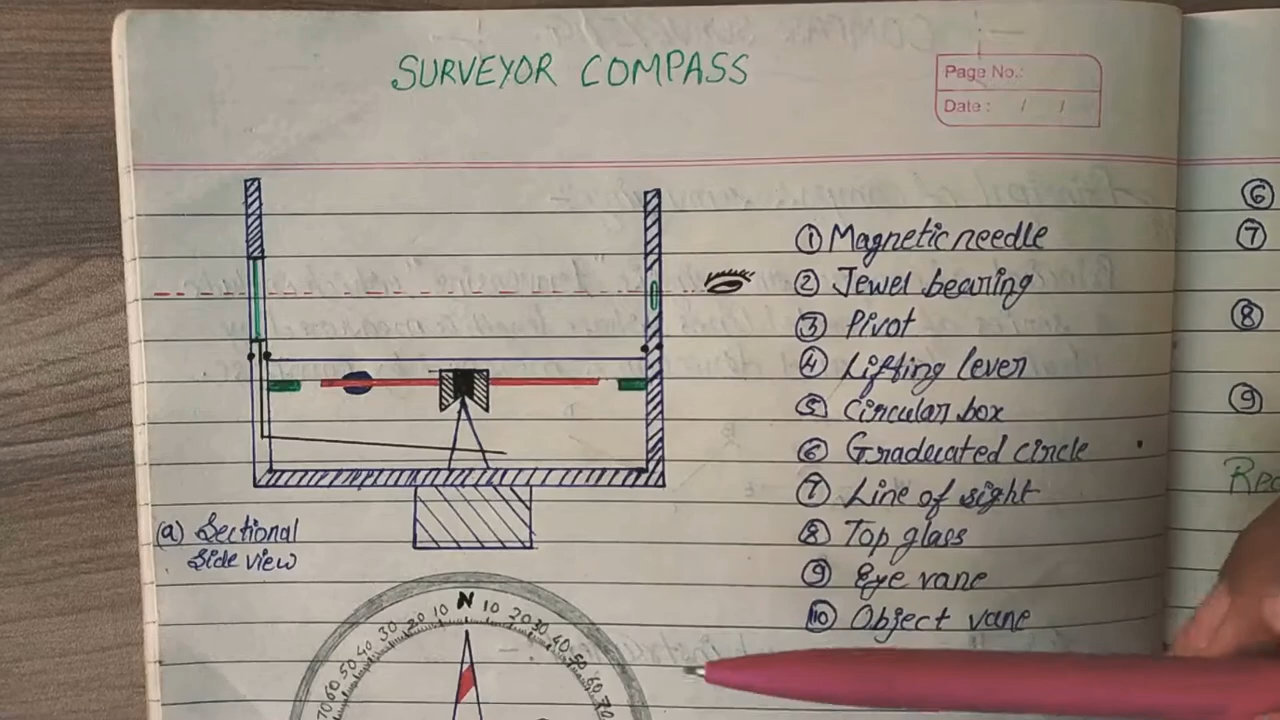 SURVEYOR COMPASS
Page No.:
Date : / /
① Magnetic needle
② Jewel bearing
③ Pivot
④ Lifting lever
⑤ Circular box
⑥ Graduated circle
⑦ Line of sight
⑧ Top glass
⑨ Eye vane
⑩ Object vane
(a) Sectional
side view
70 60 50 40 30 20 10 N 10 20 30 40 50 60 70
⑥
⑦
⑧
⑨